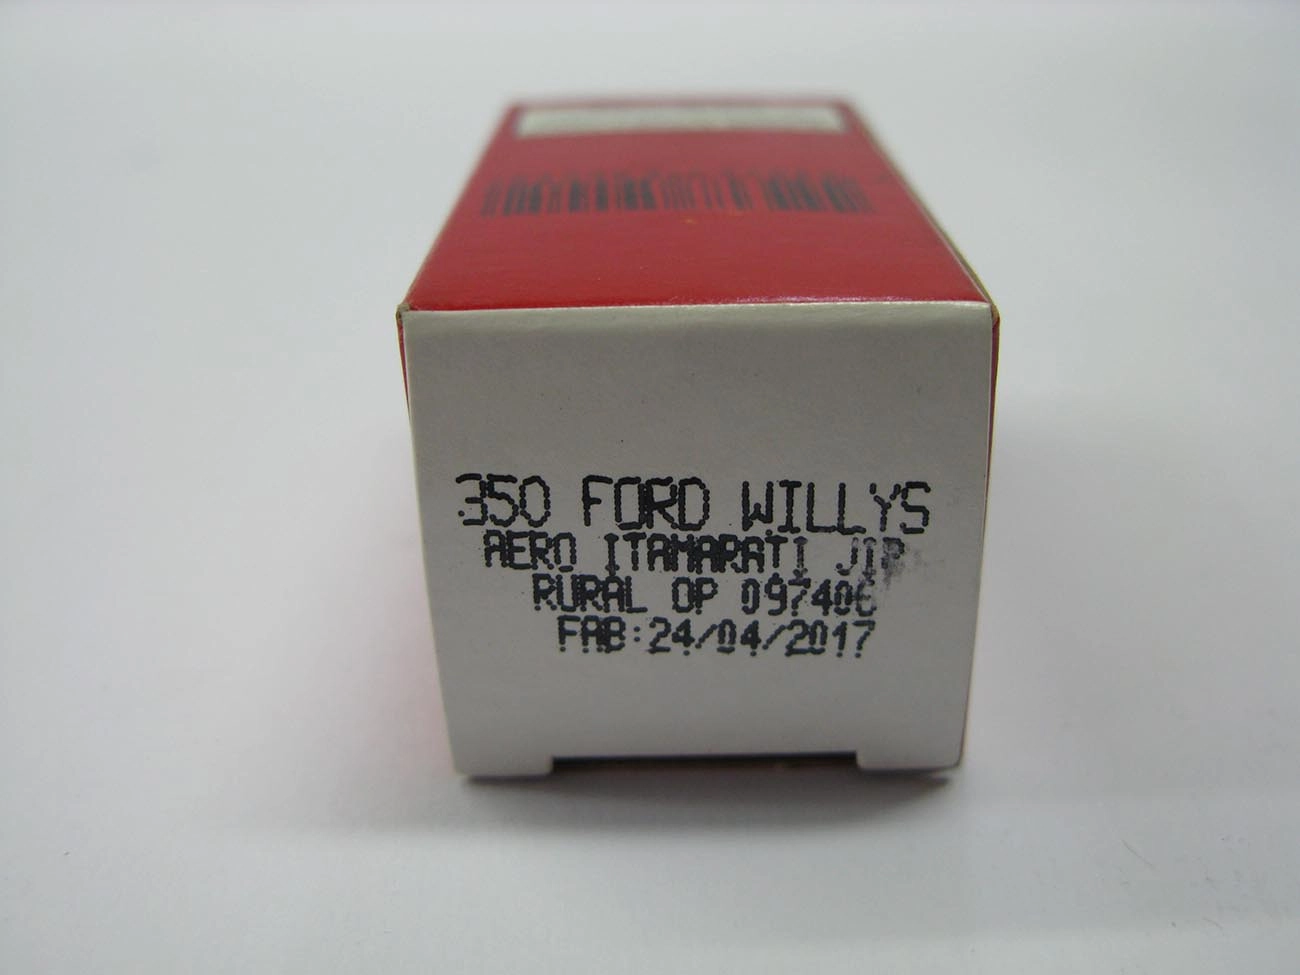 350 FORD WILLYS
AERO ITAMARATI JIP
RURAL OP 097406
FAB:24/04/2017